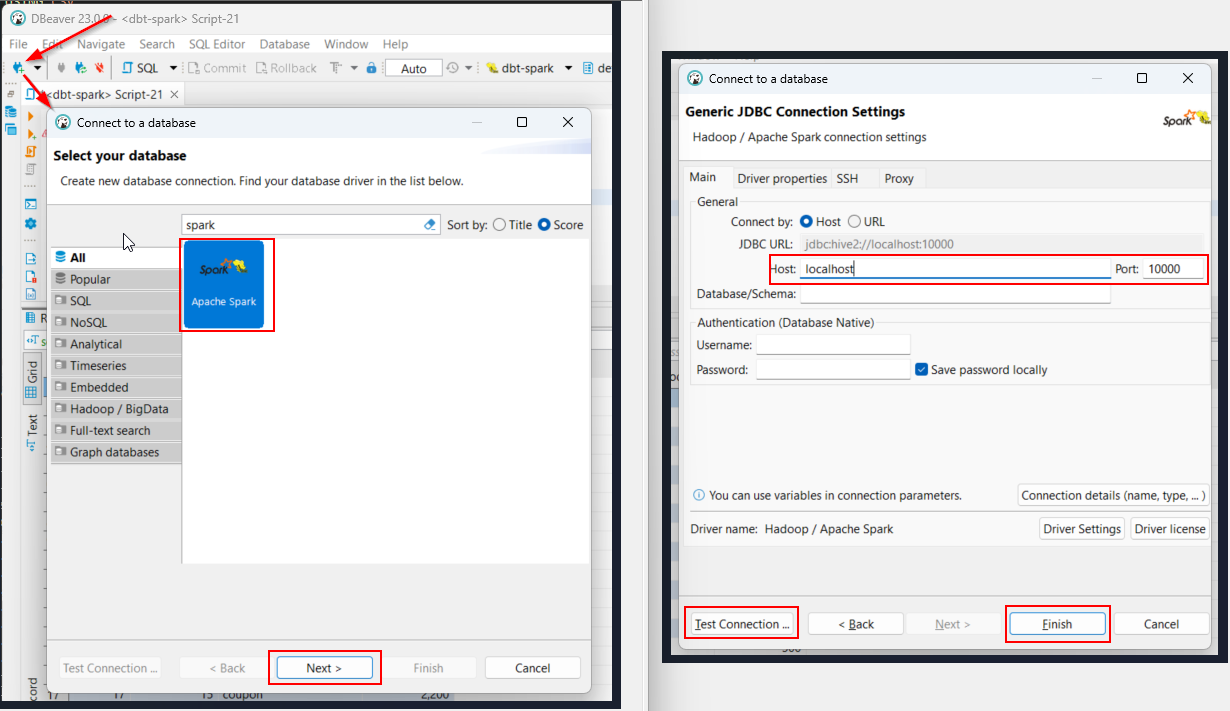 DBeaver 23.0.0 - <dbt-spark> Script-21
File Edit Navigate Search SQL Editor Database Window Help
SQL Commit Rollback Auto dbt-spark de
<dbt-spark> Script-21
Connect to a database
Select your database
Create new database connection. Find your database driver in the list below.
spark Sort by: Title Score
All
Popular
SQL
NoSQL
Analytical
Timeseries
Embedded
Hadoop / BigData
Full-text search
Graph databases
Spark
Apache Spark
Grid
Text
cord
Test Connection ... < Back Next > Finish Cancel
17 17 15 coupon 2,200
Connect to a database
Generic JDBC Connection Settings
Hadoop / Apache Spark connection settings
Spark
Main Driver properties SSH Proxy
General
Connect by: Host URL
JDBC URL: jdbc:hive2://localhost:10000
Host: localhost Port: 10000
Database/Schema:
Authentication (Database Native)
Username:
Password: Save password locally
You can use variables in connection parameters. Connection details (name, type, ... )
Driver name: Hadoop / Apache Spark Driver Settings Driver license
Test Connection ... < Back Next > Finish Cancel